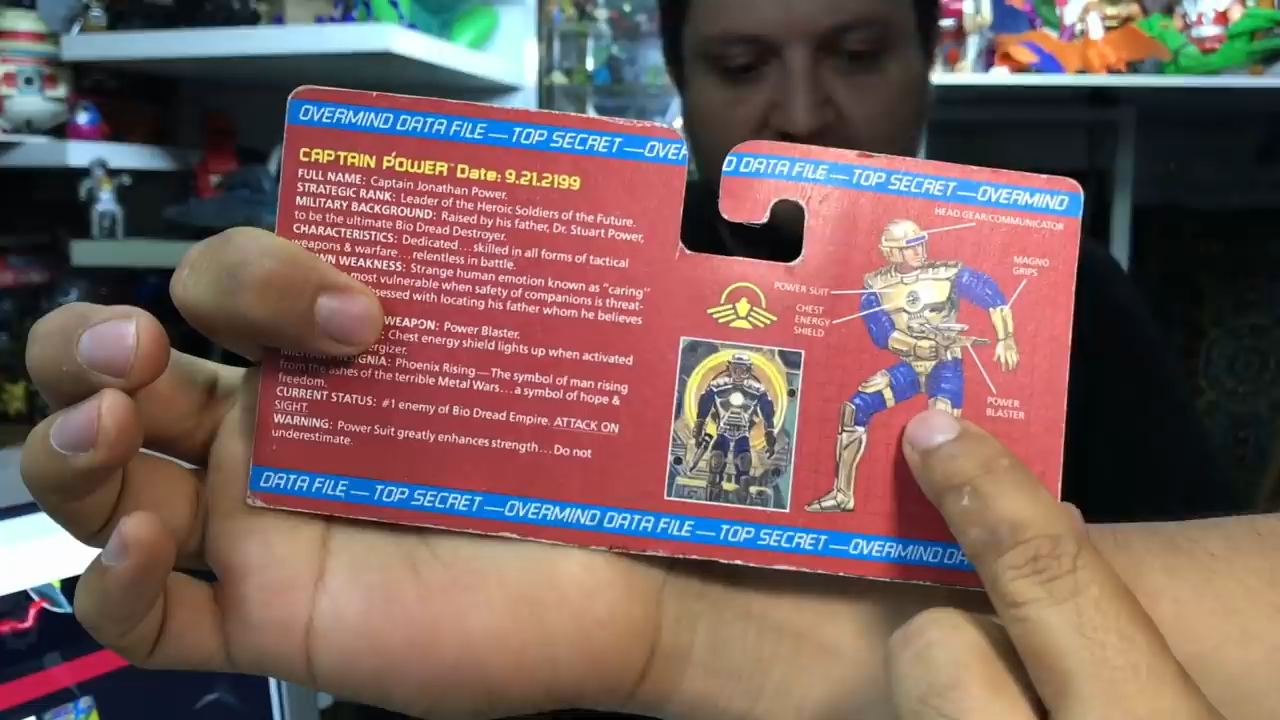 OVERMIND DATA FILE — TOP SECRET — OVER
CAPTAIN POWER™ Date: 9.21.2199
FULL NAME: Captain Jonathan Power.
STRATEGIC RANK: Leader of the Heroic Soldiers of the Future.
MILITARY BACKGROUND: Raised by his father, Dr. Stuart Power,
to be the ultimate Bio Dread Destroyer.
CHARACTERISTICS: Dedicated...skilled in all forms of tactical
weapons & warfare...relentless in battle.
WEAKNESS: Strange human emotion known as "caring"
most vulnerable when safety of companions is threat-
with locating his father whom he believes
WEAPON: Power Blaster.
Chest energy shield lights up when activated
Phoenix Rising—The symbol of man rising
from the ashes of the terrible Metal Wars...a symbol of hope &
freedom.
CURRENT STATUS: #1 enemy of Bio Dread Empire. ATTACK ON
SIGHT.
WARNING: Power Suit greatly enhances strength...Do not
underestimate.
D DATA FILE — TOP SECRET — OVERMIND
HEAD GEAR/COMMUNICATOR
MAGNO
GRIPS
POWER SUIT
CHEST
ENERGY
SHIELD
POWER
BLASTER
DATA FILE — TOP SECRET — OVERMIND DATA FILE — TOP SECRET — OVERMIND DA